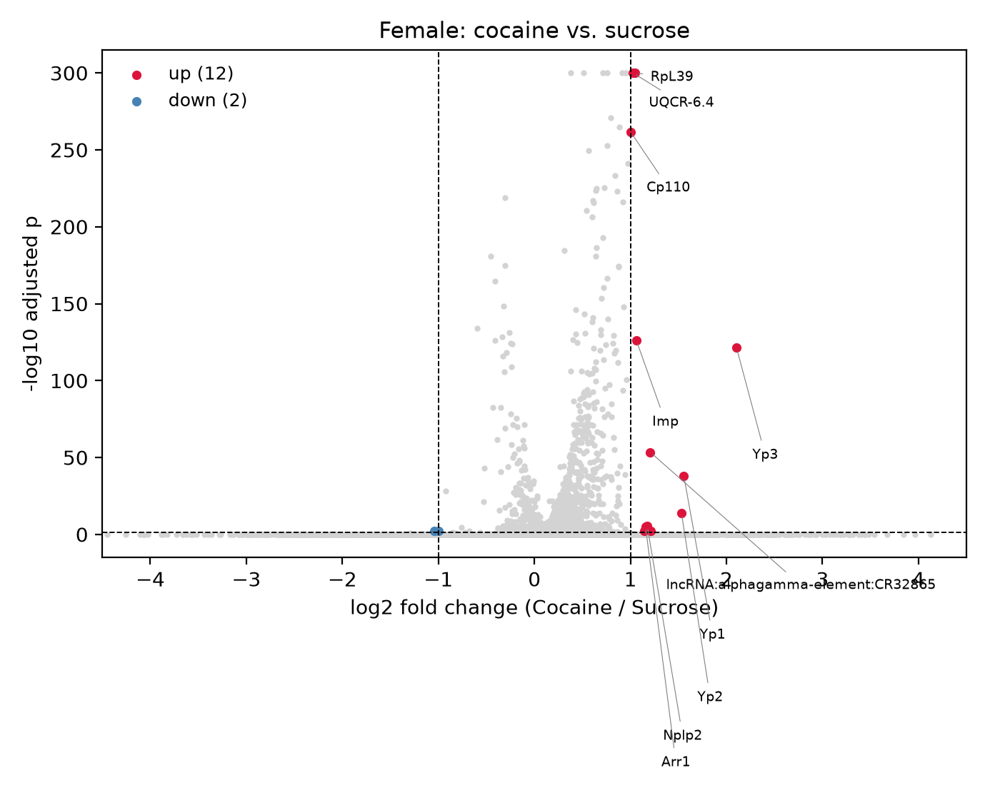 Female: cocaine vs. sucrose
up (12)
down (2)
RpL39
UQCR-6.4
Cp110
Imp
Yp3
lncRNA:alphagamma-element:CR32865
Yp1
Yp2
Nplp2
Arr1
-log10 adjusted p
300
250
200
150
100
50
0
−4
−3
−2
−1
0
1
2
3
4
log2 fold change (Cocaine / Sucrose)